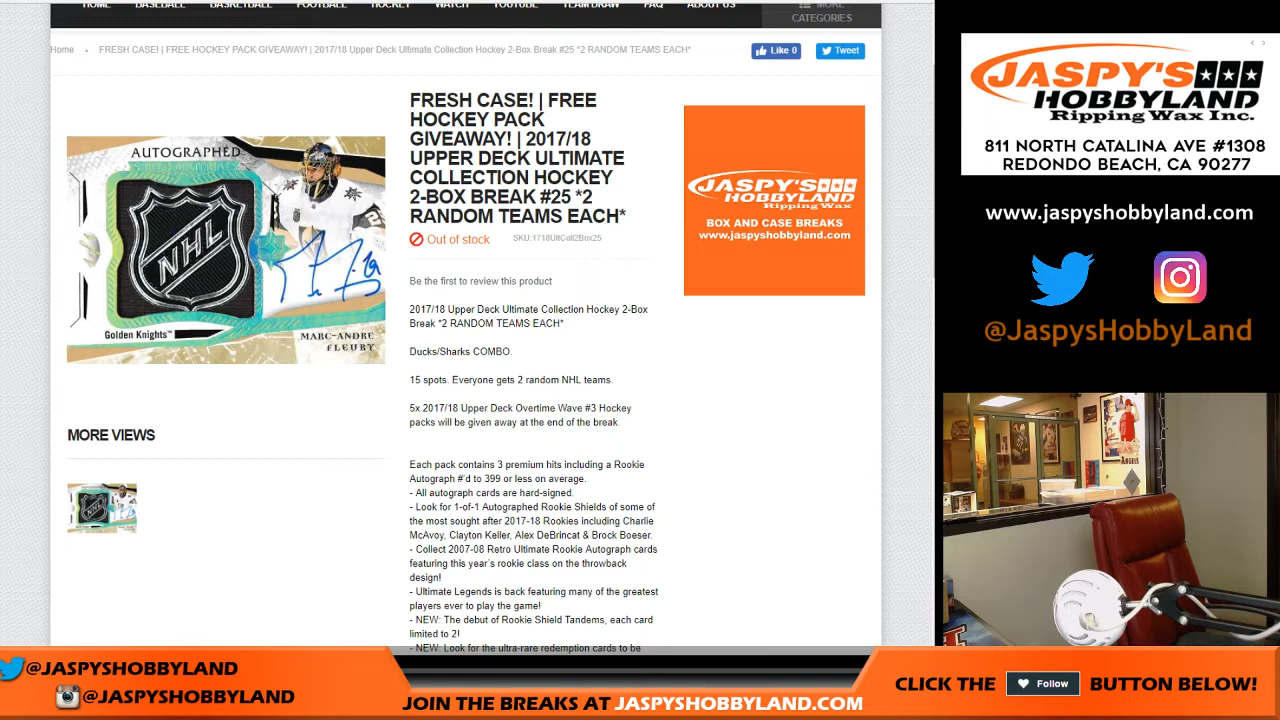 HOME BASEBALL BASKETBALL FOOTBALL HOCKEY WATCH YOUTUBE TEAM DRAW FAQ ABOUT US MORE
CATEGORIES
Home • FRESH CASE! | FREE HOCKEY PACK GIVEAWAY! | 2017/18 Upper Deck Ultimate Collection Hockey 2-Box Break #25 *2 RANDOM TEAMS EACH*
Like 0
Tweet
FRESH CASE! | FREE
HOCKEY PACK
GIVEAWAY! | 2017/18
UPPER DECK ULTIMATE
COLLECTION HOCKEY
2-BOX BREAK #25 *2
RANDOM TEAMS EACH*
Out of stock SKU:1718UltColl2Box25
Be the first to review this product
2017/18 Upper Deck Ultimate Collection Hockey 2-Box
Break *2 RANDOM TEAMS EACH*
Ducks/Sharks COMBO.
15 spots. Everyone gets 2 random NHL teams.
5x 2017/18 Upper Deck Overtime Wave #3 Hockey
packs will be given away at the end of the break.
Each pack contains 3 premium hits including a Rookie
Autograph #'d to 399 or less on average.
- All autograph cards are hard-signed.
- Look for 1-of-1 Autographed Rookie Shields of some of
the most sought after 2017-18 Rookies including Charlie
McAvoy, Clayton Keller, Alex DeBrincat & Brock Boeser.
- Collect 2007-08 Retro Ultimate Rookie Autograph cards
featuring this year's rookie class on the throwback
design!
- Ultimate Legends is back featuring many of the greatest
players ever to play the game!
- NEW: The debut of Rookie Shield Tandems, each card
limited to 2!
- NEW: Look for the ultra-rare redemption cards to be
AUTOGRAPHED
NHL
Golden Knights
MARC-ANDRE
FLEURY
MORE VIEWS
JASPY'S
HOBBYLAND
Ripping Wax
BOX AND CASE BREAKS
www.jaspyshobbyland.com
JASPY'S
HOBBYLAND
Ripping Wax Inc.
811 NORTH CATALINA AVE #1308
REDONDO BEACH, CA 90277
www.jaspyshobbyland.com
@JaspysHobbyLand
ANGELS
@JASPYSHOBBYLAND
@JASPYSHOBBYLAND
JOIN THE BREAKS AT JASPYSHOBBYLAND.COM
CLICK THE Follow BUTTON BELOW!